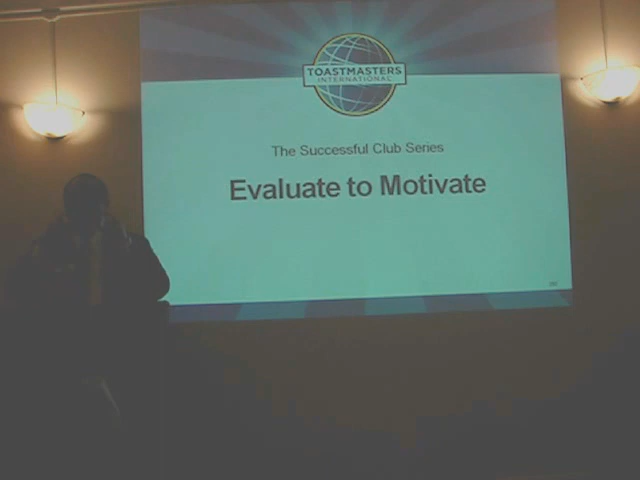 TOASTMASTERS
INTERNATIONAL
The Successful Club Series
Evaluate to Motivate